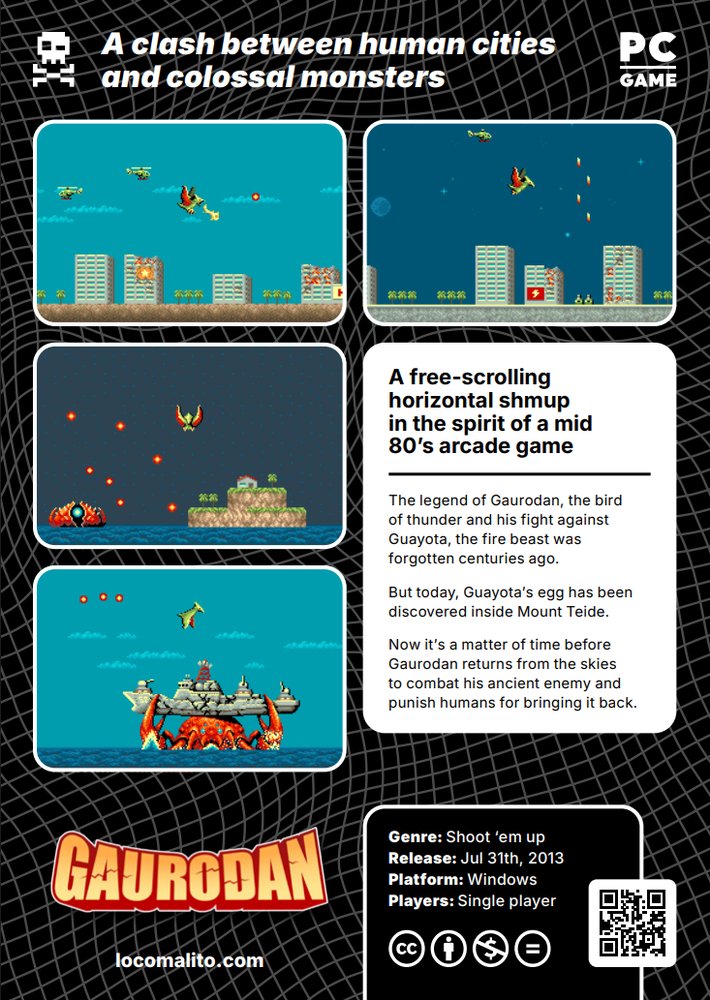 A clash between human cities
and colossal monsters
PC
GAME
H
A free-scrolling
horizontal shmup
in the spirit of a mid
80’s arcade game
The legend of Gaurodan, the bird
of thunder and his fight against
Guayota, the fire beast was
forgotten centuries ago.
But today, Guayota’s egg has been
discovered inside Mount Teide.
Now it’s a matter of time before
Gaurodan returns from the skies
to combat his ancient enemy and
punish humans for bringing it back.
GAURODAN
locomalito.com
Genre: Shoot ‘em up
Release: Jul 31th, 2013
Platform: Windows
Players: Single player
cc